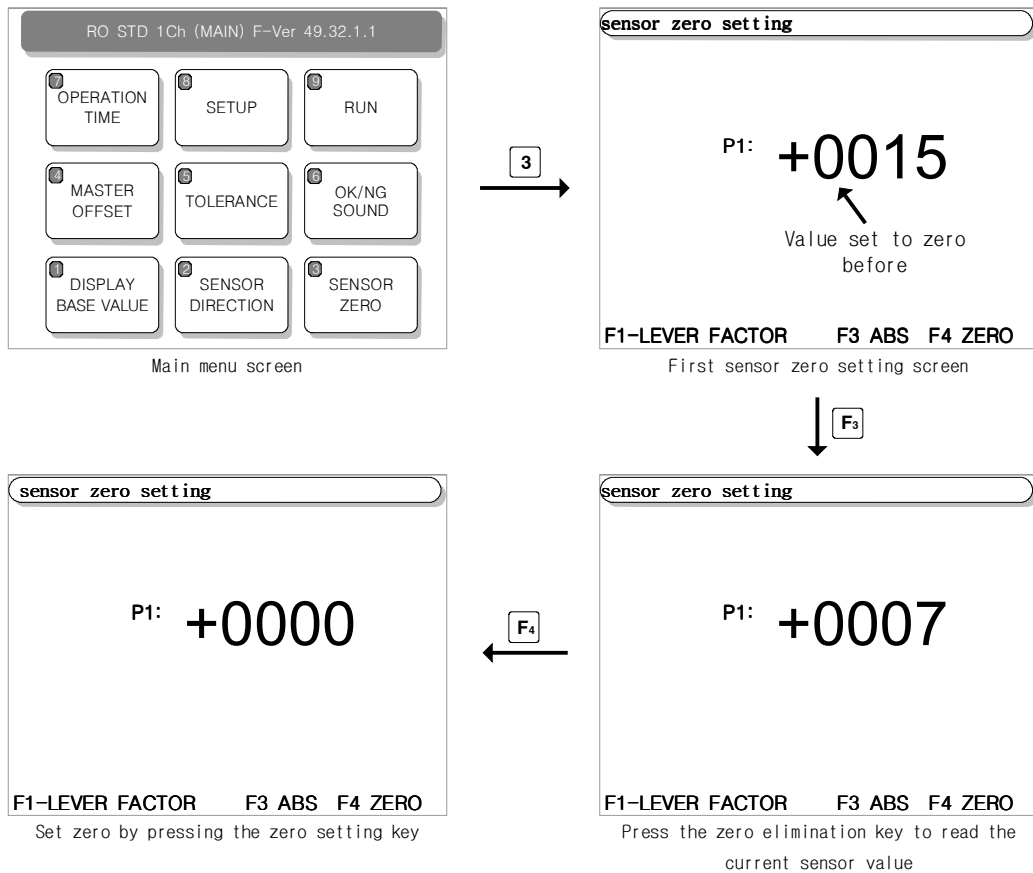 RO STD 1Ch (MAIN) F-Ver 49.32.1.1
7
OPERATION
TIME
8
SETUP
9
RUN
4
MASTER
OFFSET
5
TOLERANCE
6
OK/NG
SOUND
1
DISPLAY
BASE VALUE
2
SENSOR
DIRECTION
3
SENSOR
ZERO
Main menu screen
3
sensor zero setting
P1: +0015
Value set to zero
before
F1-LEVER FACTOR F3 ABS F4 ZERO
First sensor zero setting screen
F3
sensor zero setting
P1: +0007
F1-LEVER FACTOR F3 ABS F4 ZERO
Press the zero elimination key to read the
current sensor value
F4
sensor zero setting
P1: +0000
F1-LEVER FACTOR F3 ABS F4 ZERO
Set zero by pressing the zero setting key